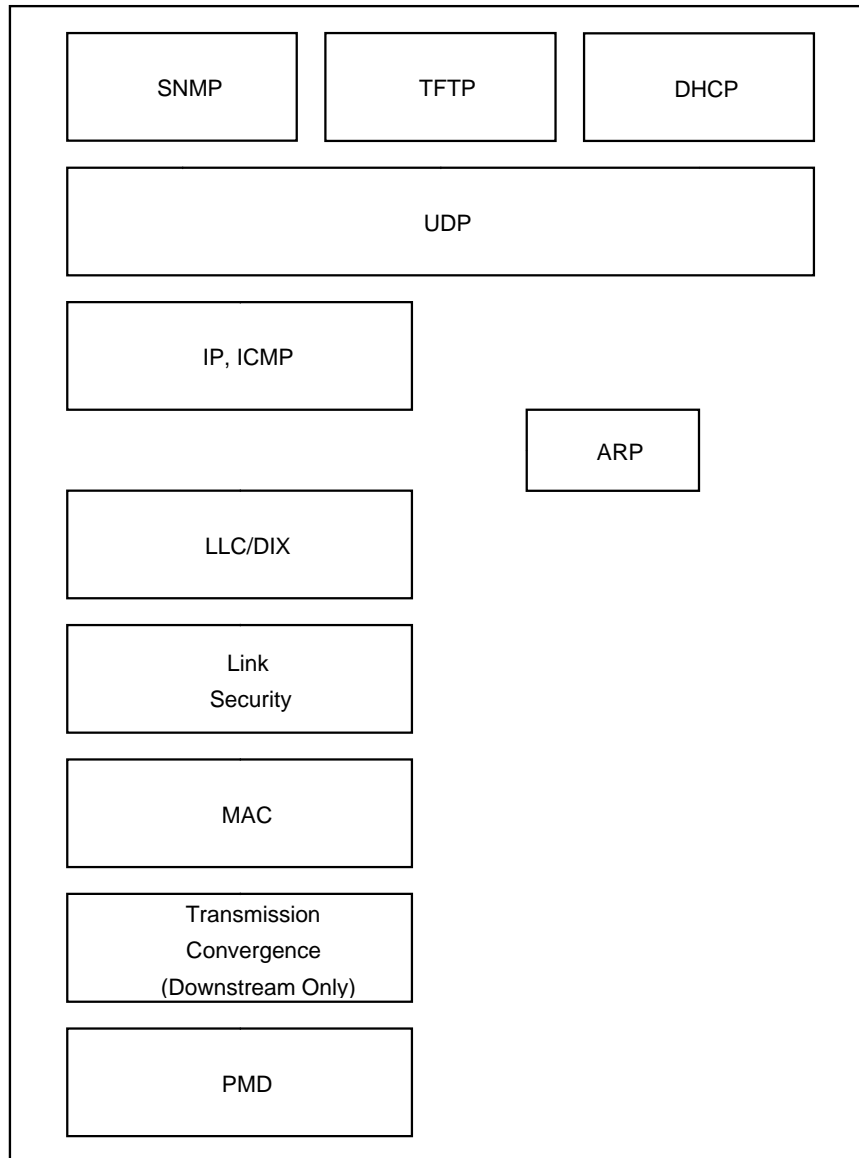 SNMP TFTP DHCP
UDP
IP, ICMP
ARP
LLC/DIX
Link
Security
MAC
Transmission
Convergence
(Downstream Only)
PMD